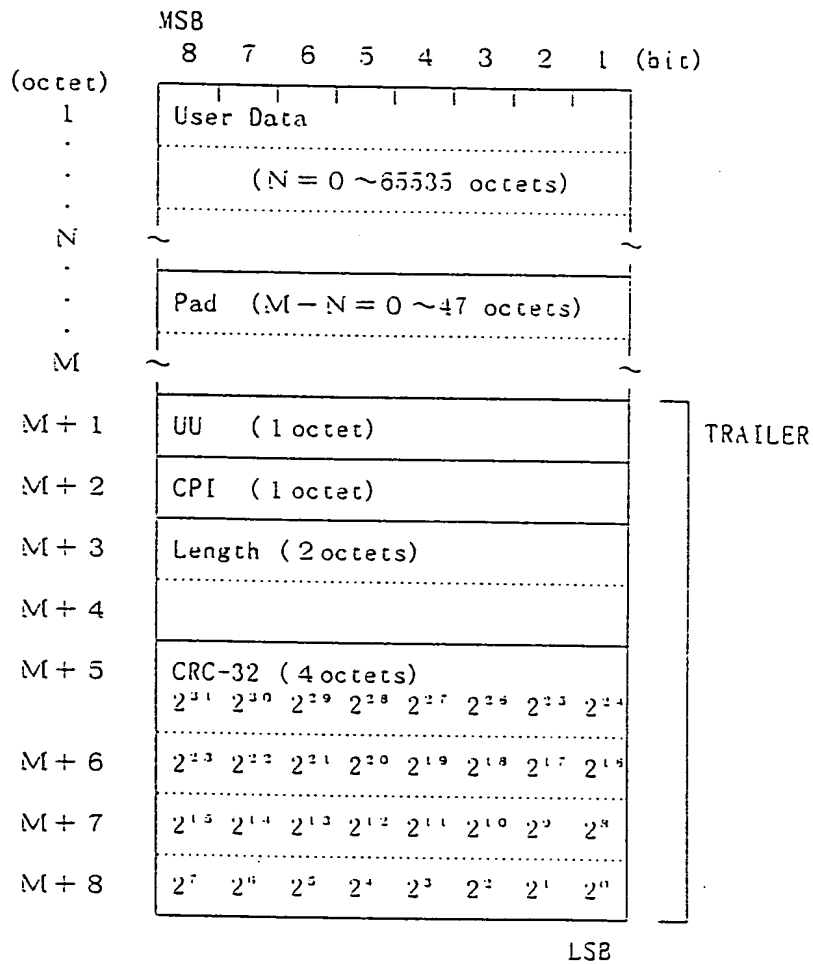 MSB
8 7 6 5 4 3 2 1 (bit)
(octet)
1 User Data
(N = 0 ~65535 octets)
N ~ ~
Pad (M－N = 0 ~47 octets)
M ~ ~
M + 1 UU (1 octet) TRAILER
M + 2 CPI (1 octet)
M + 3 Length (2 octets)
M + 4
M + 5 CRC-32 (4 octets)
2³¹ 2³⁰ 2²⁹ 2²⁸ 2²⁷ 2²⁶ 2²⁵ 2²⁴
M + 6 2²³ 2²² 2²¹ 2²⁰ 2¹⁹ 2¹⁸ 2¹⁷ 2¹⁶
M + 7 2¹⁵ 2¹⁴ 2¹³ 2¹² 2¹¹ 2¹⁰ 2⁹ 2⁸
M + 8 2⁷ 2⁶ 2⁵ 2⁴ 2³ 2² 2¹ 2⁰
LSB